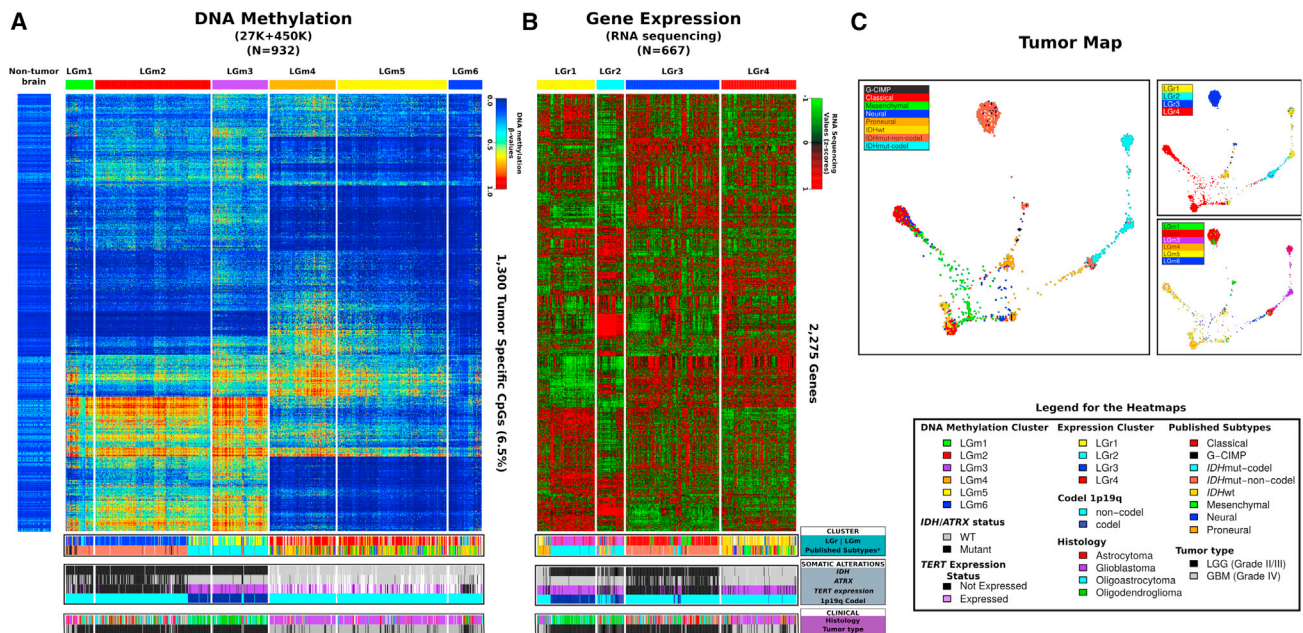 A
DNA Methylation
(27K+450K)
(N=932)
Non-tumor
brain
LGm1
LGm2
LGm3
LGm4
LGm5
LGm6
0.0
0.5
1.0
DNA methylation
β-values
1,300 Tumor Specific CpGs (6.5%)
B
Gene Expression
(RNA sequencing)
(N=667)
LGr1
LGr2
LGr3
LGr4
-1
0
1
RNA Sequencing
Values (z-scores)
2,275 Genes
CLUSTER
LGr | LGm
Published Subtypes*
SOMATIC ALTERATIONS
IDH
ATRX
TERT expression
1p19q Codel
CLINICAL
Histology
Tumor type
C
Tumor Map
G-CIMP
Classical
Mesenchymal
Neural
Proneural
IDHwt
IDHmut-non-codel
IDHmut-codel
LGr1
LGr2
LGr3
LGr4
LGm1
LGm2
LGm3
LGm4
LGm5
LGm6
Legend for the Heatmaps
DNA Methylation Cluster
LGm1
LGm2
LGm3
LGm4
LGm5
LGm6
IDH/ATRX status
WT
Mutant
TERT Expression
Status
Not Expressed
Expressed
Expression Cluster
LGr1
LGr2
LGr3
LGr4
Codel 1p19q
non-codel
codel
Histology
Astrocytoma
Glioblastoma
Oligoastrocytoma
Oligodendroglioma
Published Subtypes
Classical
G-CIMP
IDHmut-codel
IDHmut-non-codel
IDHwt
Mesenchymal
Neural
Proneural
Tumor type
LGG (Grade II/III)
GBM (Grade IV)